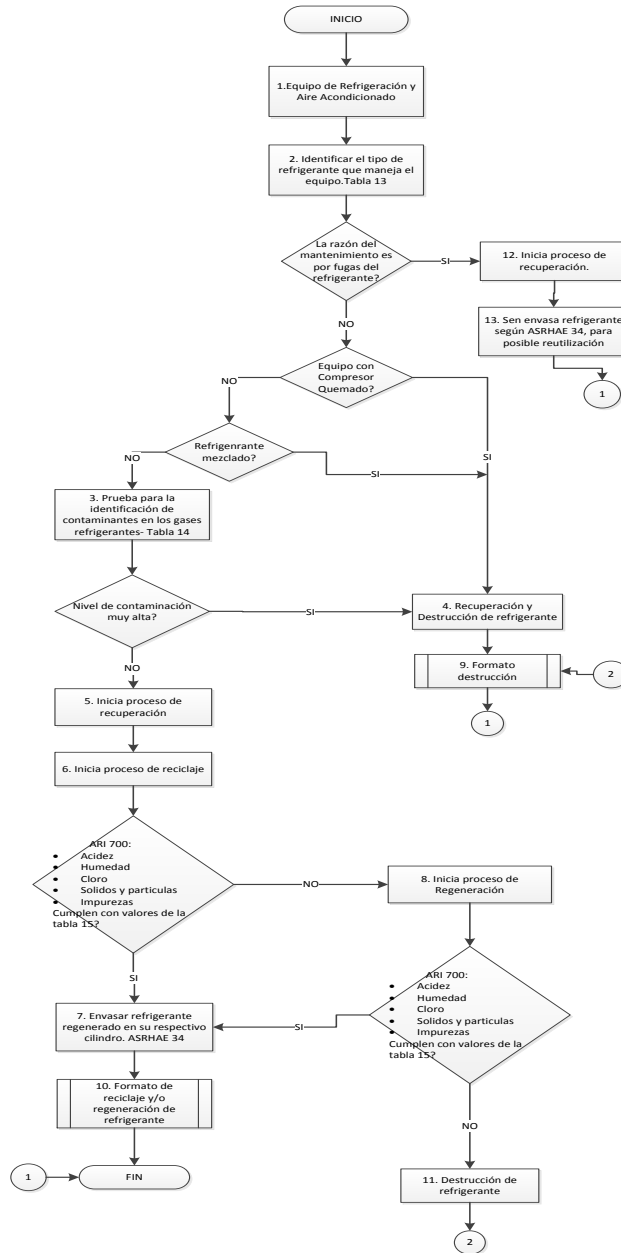 INICIO
1.Equipo de Refrigeración y
Aire Acondicionado
2. Identificar el tipo de
refrigerante que maneja el
equipo.Tabla 13
La razón del
mantenimiento es
por fugas del
refrigerante?
SI
12. Inicia proceso de
recuperación.
13. Sen envasa refrigerante
según ASRHAE 34, para
posible reutilización
1
NO
Equipo con
Compresor
Quemado?
NO
SI
Refrigenrante
mezclado?
NO
SI
3. Prueba para la
identificación de
contaminantes en los gases
refrigerantes- Tabla 14
Nivel de contaminación
muy alta?
SI
4. Recuperación y
Destrucción de refrigerante
9. Formato
destrucción
2
1
NO
5. Inicia proceso de
recuperación
6. Inicia proceso de reciclaje
ARI 700:
• Acidez
• Humedad
• Cloro
• Solidos y particulas
• Impurezas
Cumplen con valores de la
tabla 15?
NO
8. Inicia proceso de
Regeneración
SI
ARI 700:
• Acidez
• Humedad
• Cloro
• Solidos y particulas
• Impurezas
Cumplen con valores de la
tabla 15?
SI
7. Envasar refrigerante
regenerado en su respectivo
cilindro. ASRHAE 34
10. Formato de
reciclaje y/o
regeneración de
refrigerante
NO
1
FIN
11. Destrucción de
refrigerante
2